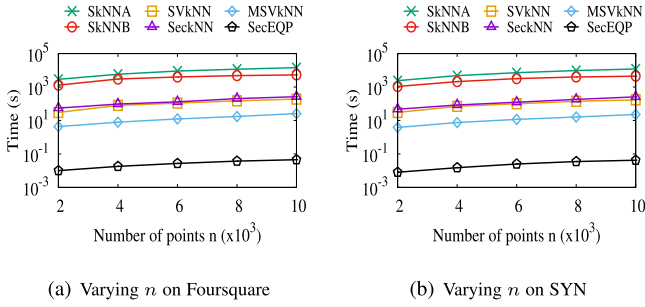 SkNNA SVkNN MSVkNN
SkNNB SeckNN SecEQP
Time (s)
10^5
10^3
10^1
10^-1
10^-3
2 4 6 8 10
Number of points n (x10^3)
(a) Varying n on Foursquare
SkNNA SVkNN MSVkNN
SkNNB SeckNN SecEQP
Time (s)
10^5
10^3
10^1
10^-1
10^-3
2 4 6 8 10
Number of points n (x10^3)
(b) Varying n on SYN